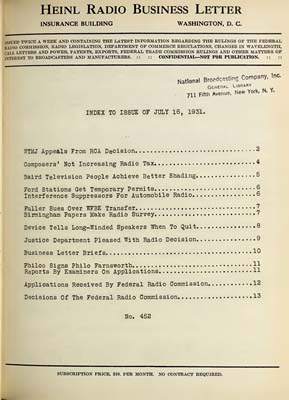 HEINL RADIO BUSINESS LETTER
INSURANCE BUILDING WASHINGTON, D. C.
ISSUED TWICE A WEEK AND CONTAINING THE LATEST INFORMATION REGARDING THE RULINGS OF THE FEDERAL
RADIO COMMISSION, RADIO LEGISLATION, DEPARTMENT OF COMMERCE REGULATIONS, CHANGES IN WAVELENGTH,
CALL LETTERS AND POWER, PATENTS, REPORTS, FEDERAL TRADE COMMISSION RULINGS AND OTHER MATTERS OF
INTEREST TO BROADCASTERS AND MANUFACTURERS. :: :: CONFIDENTIAL—NOT FOR PUBLICATION. :: ::
National Broadcasting Company, Inc.
GENERAL LIBRARY
711 Fifth Avenue, New York, N. Y.
INDEX TO ISSUE OF JULY 16, 1931.
WTMJ Appeals From RCA Decision..............................2
Composers' Not Increasing Radio Tax.........................4
Baird Television People Achieve Better Shading..............5
Ford Stations Get Temporary Permits.........................6
Interference Suppressors For Automobile Radio...............6
Fuller Sues Over WFBE Transfer..............................7
Birmingham Papers Make Radio Survey.........................7
Device Tells Long-Winded Speakers When To Quit..............8
Justice Department Pleased With Radio Decision..............9
Business Letter Briefs.....................................10
Philco Signs Philo Farnsworth..............................11
Reports By Examiners On Applications.......................11
Applications Received By Federal Radio Commission..........12
Decisions Of The Federal Radio Commission..................13
No. 452
SUBSCRIPTION PRICE, $10. PER MONTH. NO CONTRACT REQUIRED.